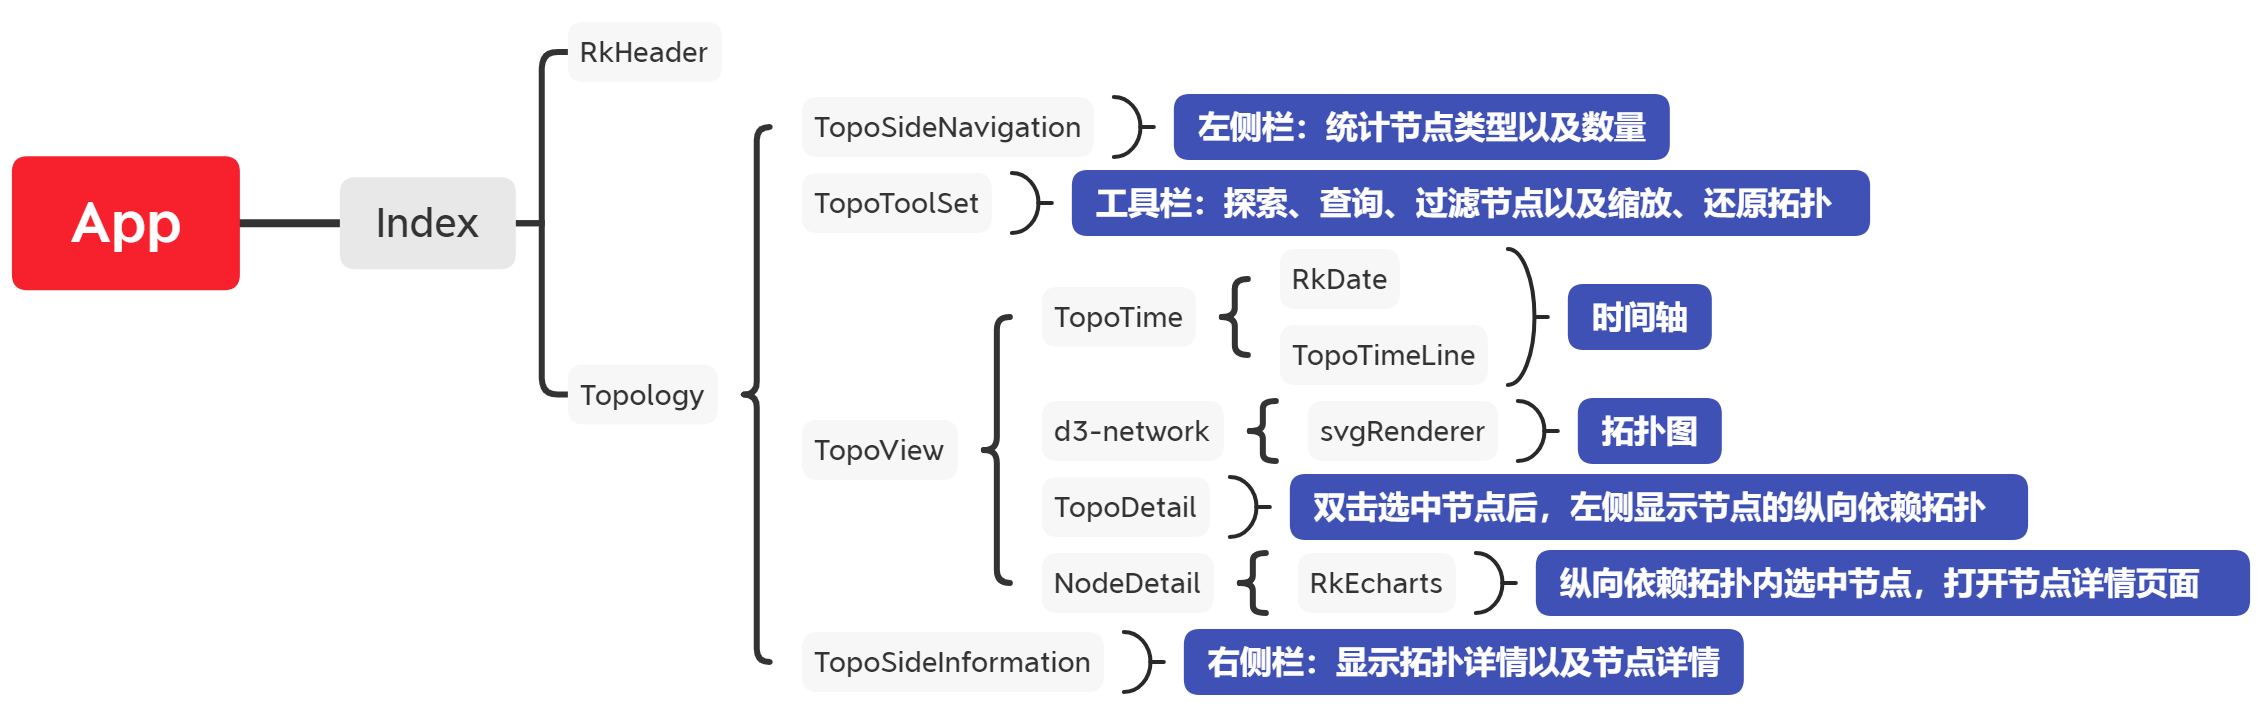 App
Index
RkHeader
Topology
TopoSideNavigation
左侧栏：统计节点类型以及数量
TopoToolSet
工具栏：探索、查询、过滤节点以及缩放、还原拓扑
TopoView
TopoTime
RkDate
TopoTimeLine
时间轴
d3-network
svgRenderer
拓扑图
TopoDetail
双击选中节点后，左侧显示节点的纵向依赖拓扑
NodeDetail
RkEcharts
纵向依赖拓扑内选中节点，打开节点详情页面
TopoSideInformation
右侧栏：显示拓扑详情以及节点详情